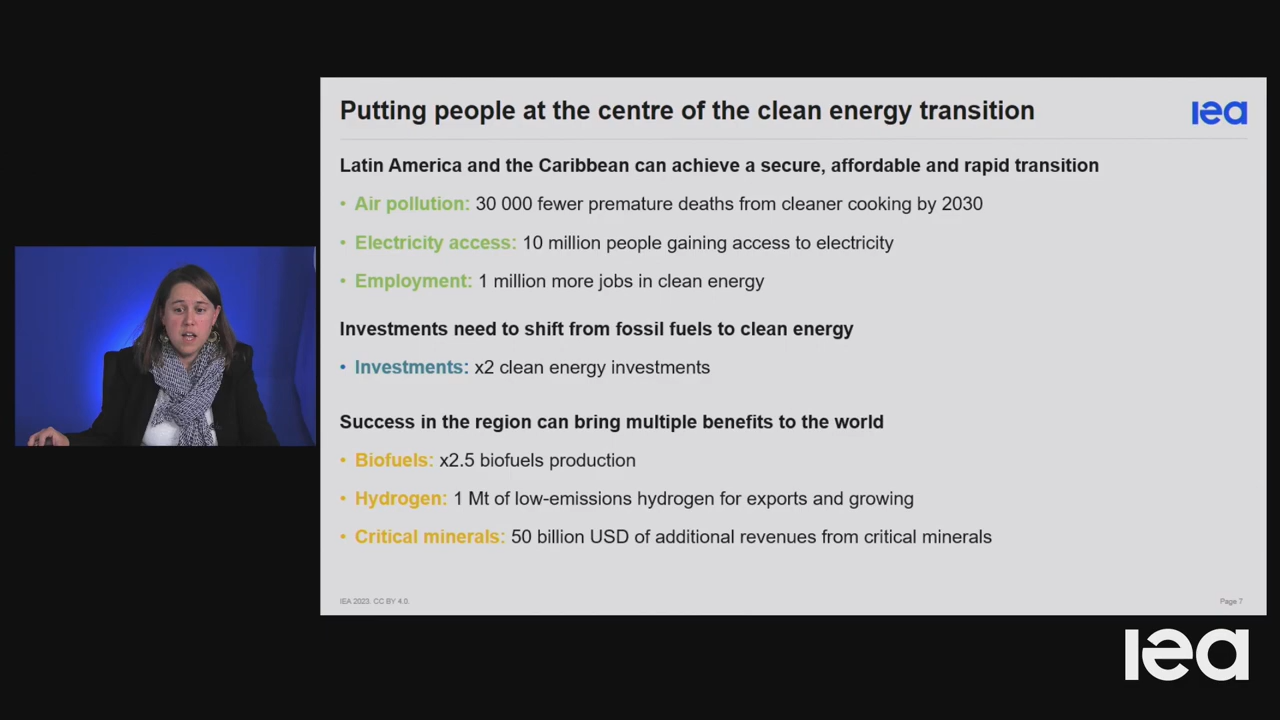 Putting people at the centre of the clean energy transition
iea
Latin America and the Caribbean can achieve a secure, affordable and rapid transition
• Air pollution: 30 000 fewer premature deaths from cleaner cooking by 2030
• Electricity access: 10 million people gaining access to electricity
• Employment: 1 million more jobs in clean energy
Investments need to shift from fossil fuels to clean energy
• Investments: x2 clean energy investments
Success in the region can bring multiple benefits to the world
• Biofuels: x2.5 biofuels production
• Hydrogen: 1 Mt of low-emissions hydrogen for exports and growing
• Critical minerals: 50 billion USD of additional revenues from critical minerals
IEA 2023. CC BY 4.0.
Page 7
iea